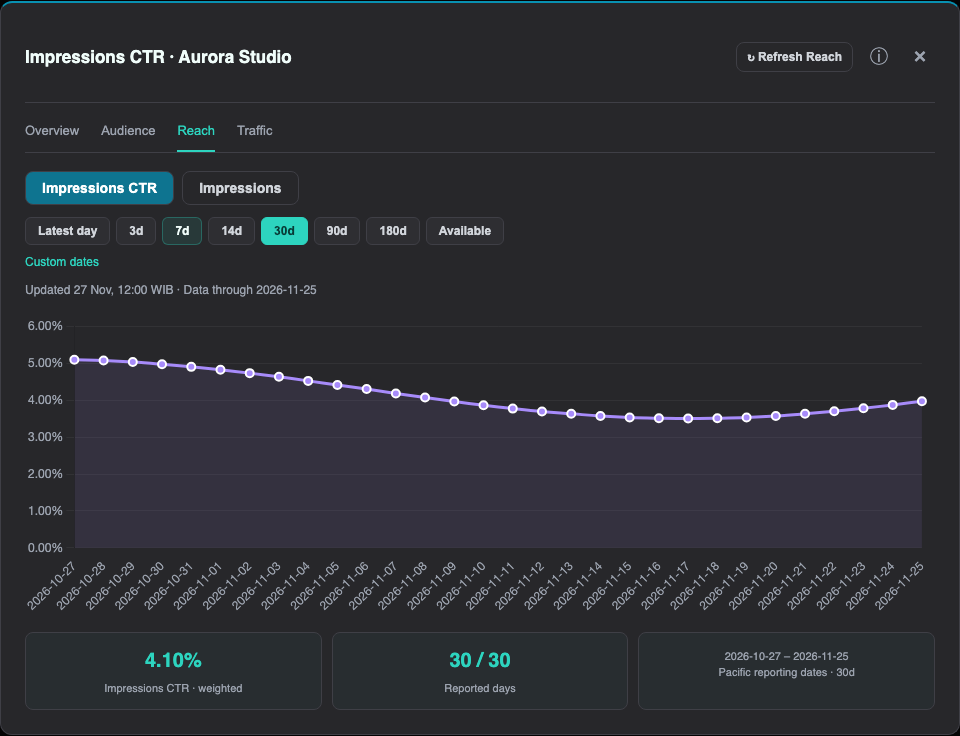 Impressions CTR · Aurora Studio
↻ Refresh Reach ⓘ ×
Overview Audience Reach Traffic
Impressions CTR Impressions
Latest day 3d 7d 14d 30d 90d 180d Available
Custom dates
Updated 27 Nov, 12:00 WIB · Data through 2026-11-25
6.00%
5.00%
4.00%
3.00%
2.00%
1.00%
0.00%
2026-10-27 2026-10-28 2026-10-29 2026-10-30 2026-10-31 2026-11-01 2026-11-02 2026-11-03 2026-11-04 2026-11-05 2026-11-06 2026-11-07 2026-11-08 2026-11-09 2026-11-10 2026-11-11 2026-11-12 2026-11-13 2026-11-14 2026-11-15 2026-11-16 2026-11-17 2026-11-18 2026-11-19 2026-11-20 2026-11-21 2026-11-22 2026-11-23 2026-11-24 2026-11-25
4.10%
Impressions CTR · weighted
30 / 30
Reported days
2026-10-27 – 2026-11-25
Pacific reporting dates · 30d